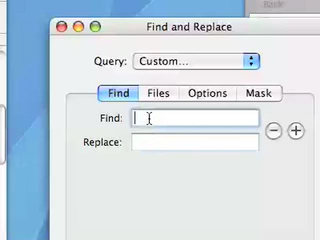 Find and Replace
Query: Custom...
Find Files Options Mask
Find:
Replace: